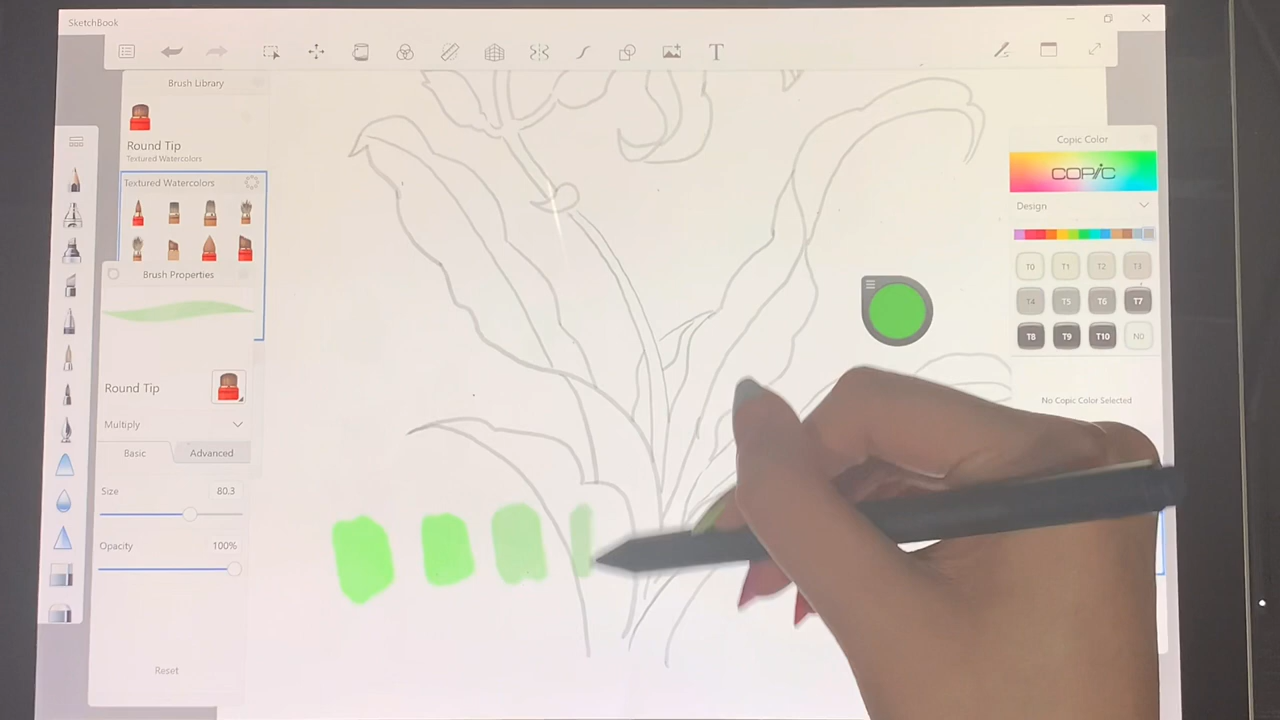 SketchBook
T
Brush Library
Round Tip
Textured Watercolors
Textured Watercolors
Brush Properties
Round Tip
Multiply
Basic Advanced
Size 80.3
Opacity 100%
Reset
Copic Color
COPIC
Design
T0 T1 T2 T3
T4 T5 T6 T7
T8 T9 T10 N0
No Copic Color Selected